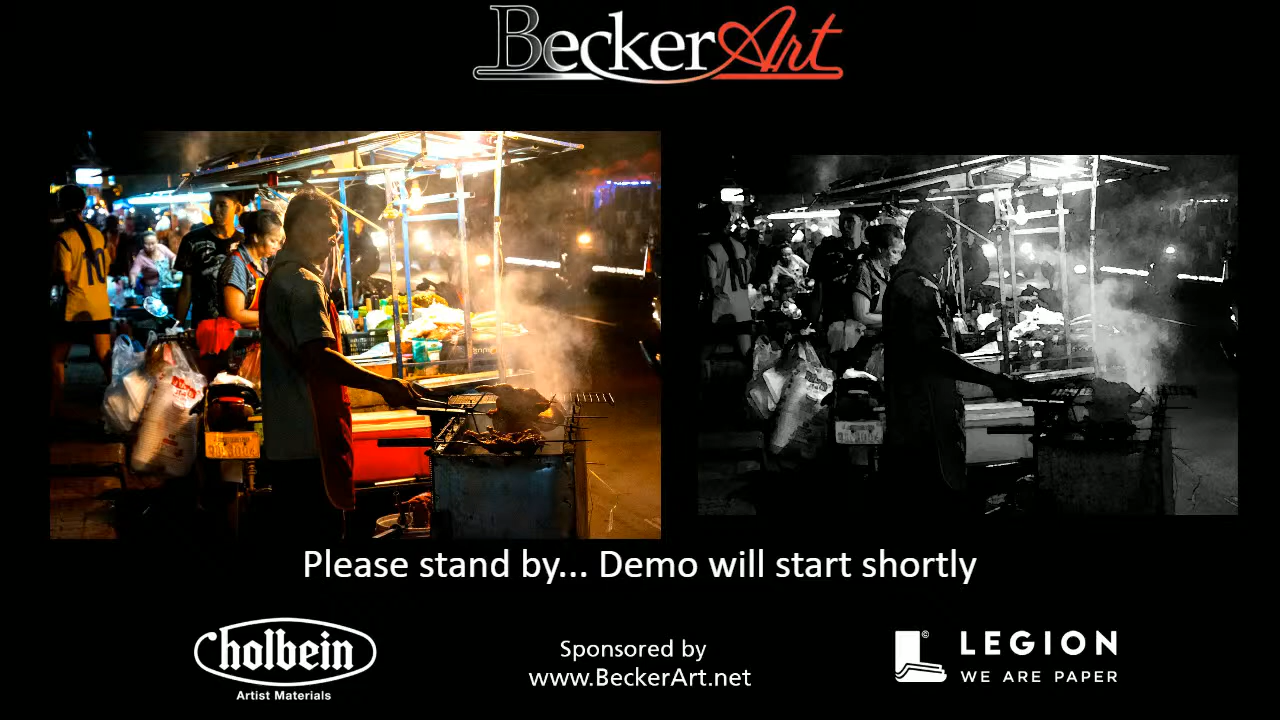 BeckerArt
Please stand by... Demo will start shortly
holbein
Artist Materials
Sponsored by
www.BeckerArt.net
©
LEGION
WE ARE PAPER